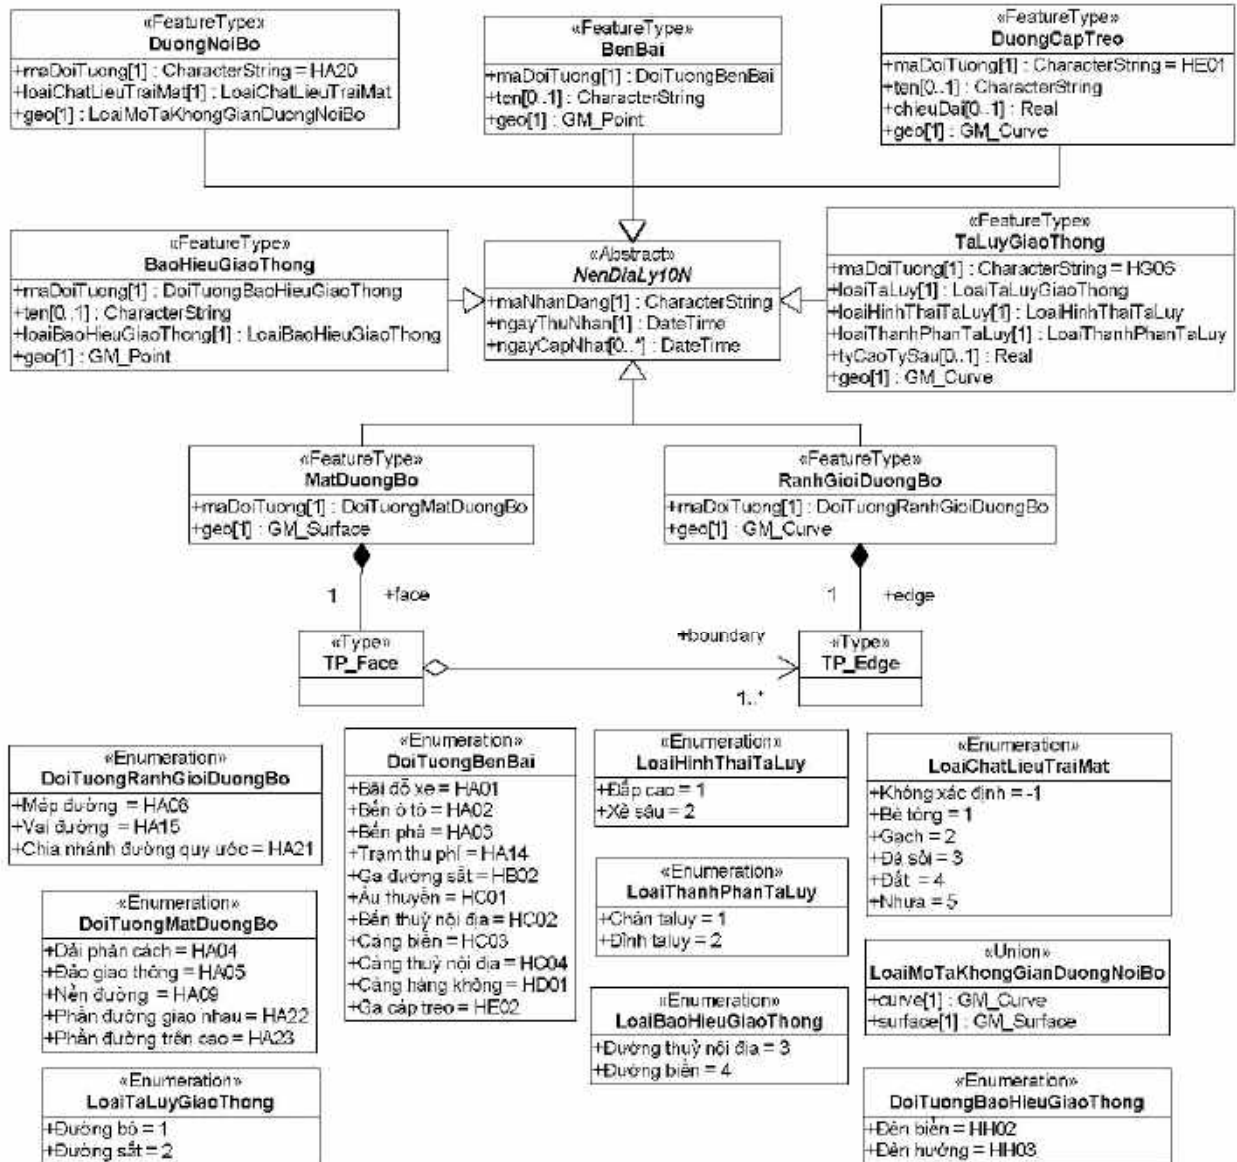 «FeatureType»
DuongNoiBo
+maDoiTuong[1] : CharacterString = HA20
+loaiChatLieuTraiMat[1] : LoaiChatLieuTraiMat
+geo[1] : LoaiMoTaKhongGianDuongNoiBo
«FeatureType»
BenBai
+maDoiTuong[1] : DoiTuongBenBai
+ten[0..1] : CharacterString
+geo[1] : GM_Point
«FeatureType»
DuongCapTreo
+maDoiTuong[1] : CharacterString = HE01
+ten[0..1] : CharacterString
+chieuDai[0..1] : Real
+geo[1] : GM_Curve
«FeatureType»
BaoHieuGiaoThong
+maDoiTuong[1] : DoiTuongBaoHieuGiaoThong
+ten[0..1] : CharacterString
+loaiBaoHieuGiaoThong[1] : LoaiBaoHieuGiaoThong
+geo[1] : GM_Point
«Abstract»
NenDiaLy10N
+maNhanDang[1] : CharacterString
+ngayThuNhan[1] : DateTime
+ngayCapNhat[0..*] : DateTime
«FeatureType»
TaLuyGiaoThong
+maDoiTuong[1] : CharacterString = HG06
+loaiTaLuy[1] : LoaiTaLuyGiaoThong
+loaiHinhThaiTaLuy[1] : LoaiHinhThaiTaLuy
+loaiThanhPhanTaLuy[1] : LoaiThanhPhanTaLuy
+tyCaoTySau[0..1] : Real
+geo[1] : GM_Curve
«FeatureType»
MatDuongBo
+maDoiTuong[1] : DoiTuongMatDuongBo
+geo[1] : GM_Surface
«FeatureType»
RanhGioiDuongBo
+maDoiTuong[1] : DoiTuongRanhGioiDuongBo
+geo[1] : GM_Curve
1
+face
1
+edge
«Type»
TP_Face
+boundary
1..*
«Type»
TP_Edge
«Enumeration»
DoiTuongRanhGioiDuongBo
+Mép đường = HA08
+Vai đường = HA15
+Chia nhánh đường quy ước = HA21
«Enumeration»
DoiTuongMatDuongBo
+Dải phân cách = HA04
+Đảo giao thông = HA05
+Nền đường = HA09
+Phần đường giao nhau = HA22
+Phần đường trên cao = HA23
«Enumeration»
LoaiTaLuyGiaoThong
+Đường bộ = 1
+Đường sắt = 2
«Enumeration»
DoiTuongBenBai
+Bãi đỗ xe = HA01
+Bến ô tô = HA02
+Bến phà = HA03
+Trạm thu phí = HA14
+Ga đường sắt = HB02
+Âu thuyền = HC01
+Bến thuỷ nội địa = HC02
+Cảng biển = HC03
+Cảng thuỷ nội địa = HC04
+Cảng hàng không = HD01
+Ga cáp treo = HE02
«Enumeration»
LoaiHinhThaiTaLuy
+Đắp cao = 1
+Xẻ sâu = 2
«Enumeration»
LoaiThanhPhanTaLuy
+Chân taluy = 1
+Đỉnh taluy = 2
«Enumeration»
LoaiBaoHieuGiaoThong
+Đường thuỷ nội địa = 3
+Đường biển = 4
«Enumeration»
LoaiChatLieuTraiMat
+Không xác định = -1
+Bê tông = 1
+Gạch = 2
+Đá sỏi = 3
+Đất = 4
+Nhựa = 5
«Union»
LoaiMoTaKhongGianDuongNoiBo
+curve[1] : GM_Curve
+surface[1] : GM_Surface
«Enumeration»
DoiTuongBaoHieuGiaoThong
+Đèn biển = HH02
+Đèn hướng = HH03